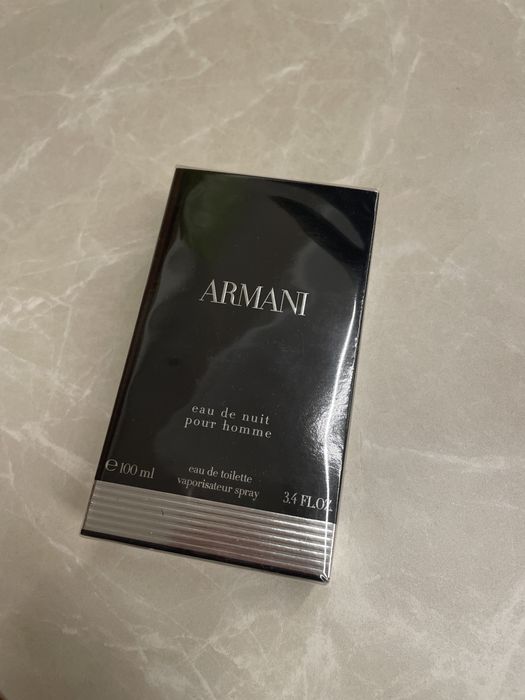 ARMANI
eau de nuit
pour homme
℮100 ml
eau de toilette
vaporisateur spray
3.4 FL.OZ.